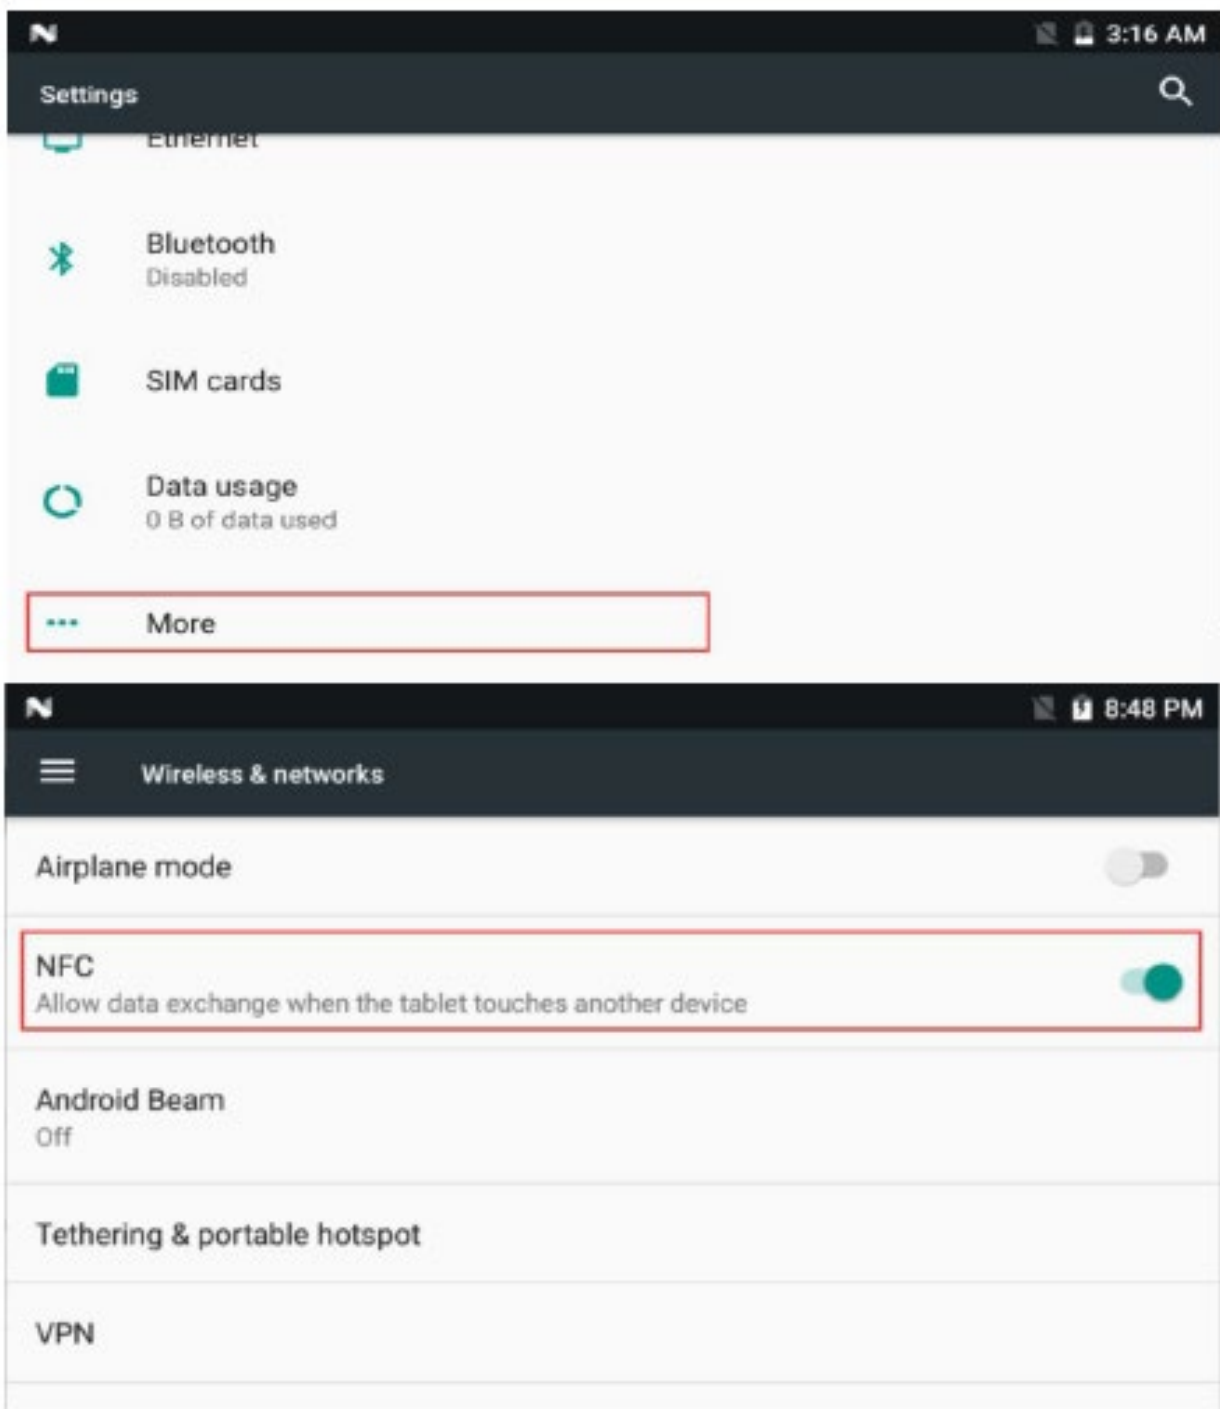 3:16 AM
Settings
Ethernet
Bluetooth
Disabled
SIM cards
Data usage
0 B of data used
More
8:48 PM
Wireless & networks
Airplane mode
NFC
Allow data exchange when the tablet touches another device
Android Beam
Off
Tethering & portable hotspot
VPN